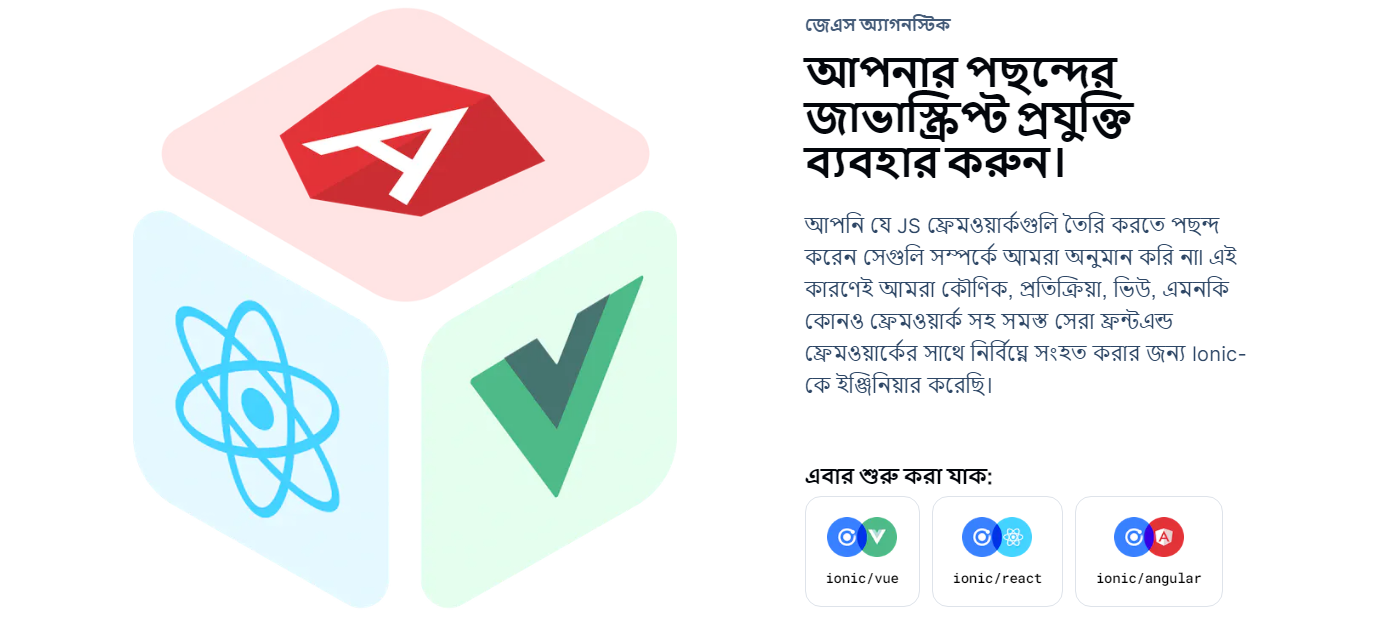 জেএস অ্যাগনস্টিক
আপনার পছন্দের
জাভাস্ক্রিপ্ট প্রযুক্তি
ব্যবহার করুন।
আপনি যে JS ফ্রেমওয়ার্কগুলি তৈরি করতে পছন্দ
করেন সেগুলি সম্পর্কে আমরা অনুমান করি না৷ এই
কারণেই আমরা কৌণিক, প্রতিক্রিয়া, ভিউ, এমনকি
কোনও ফ্রেমওয়ার্ক সহ সমস্ত সেরা ফ্রন্টএন্ড
ফ্রেমওয়ার্কের সাথে নির্বিঘ্নে সংহত করার জন্য Ionic-
কে ইঞ্জিনিয়ার করেছি।
এবার শুরু করা যাক:
ionic/vue ionic/react ionic/angular